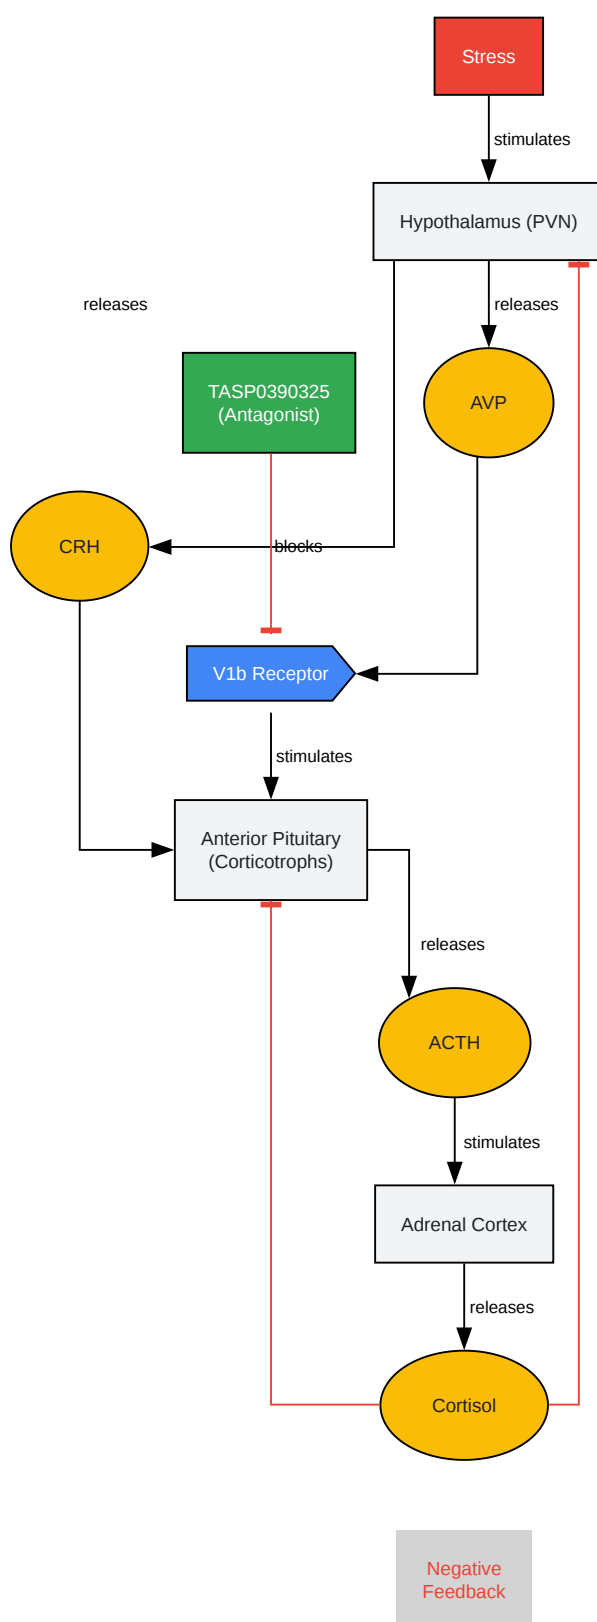 Stress
stimulates
Hypothalamus (PVN)
releases
releases
TASP0390325
(Antagonist)
AVP
CRH
blocks
V1b Receptor
stimulates
Anterior Pituitary
(Corticotrophs)
releases
ACTH
stimulates
Adrenal Cortex
releases
Cortisol
Negative
Feedback